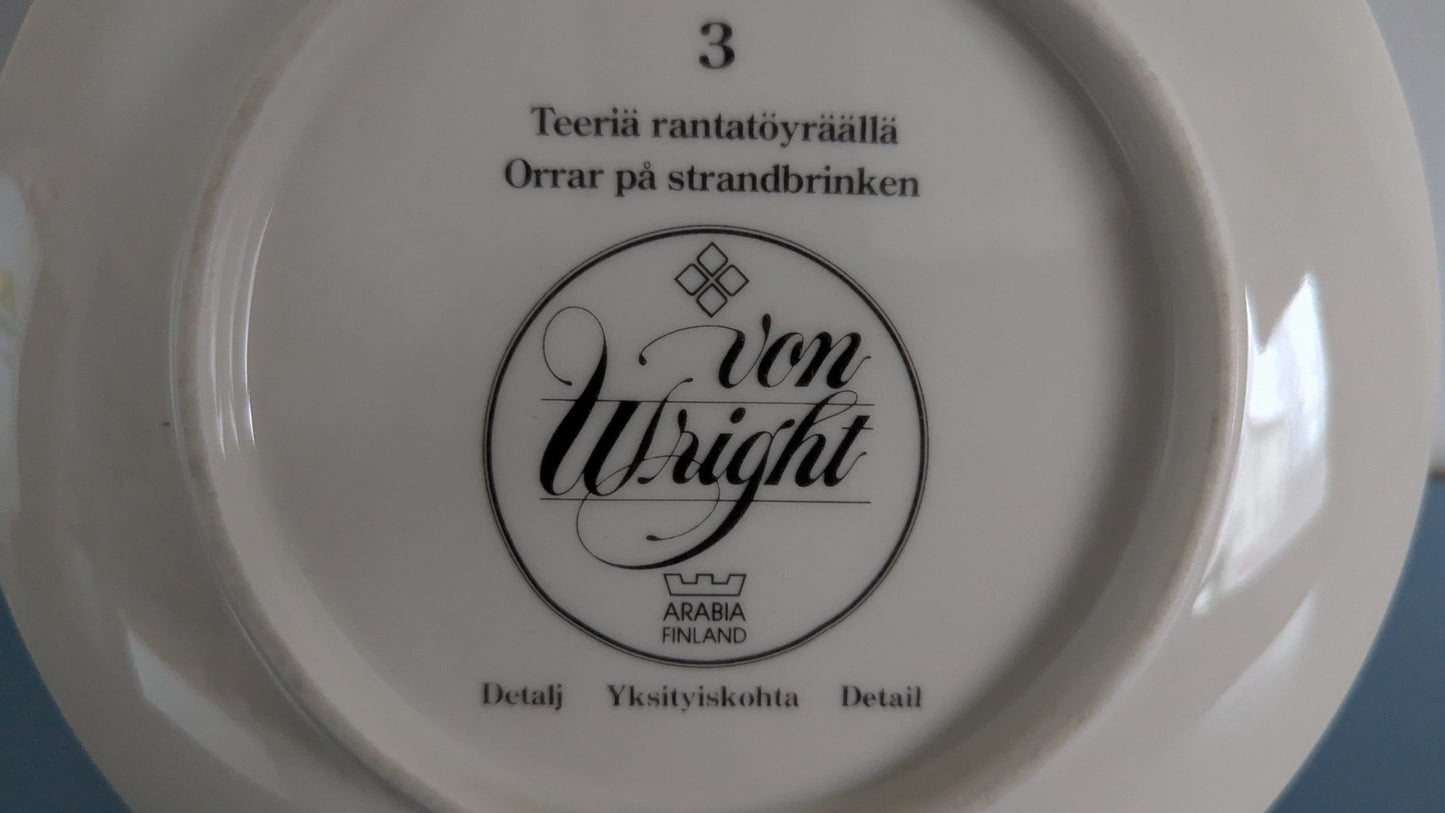 3
Teeriä rantatöyräällä
Orrar på strandbrinken
von
Wright
ARABIA
FINLAND
Detalj Yksityiskohta Detail